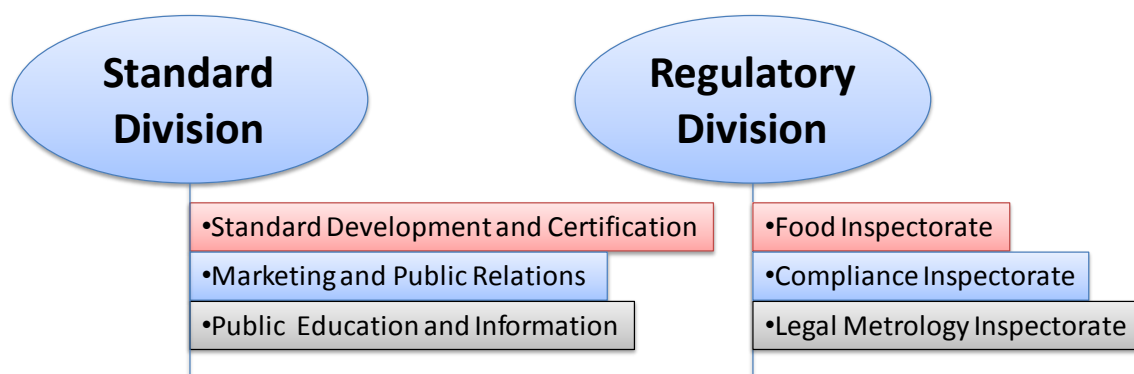 Standard
Division
•Standard Development and Certification
•Marketing and Public Relations
•Public Education and Information
Regulatory
Division
•Food Inspectorate
•Compliance Inspectorate
•Legal Metrology Inspectorate